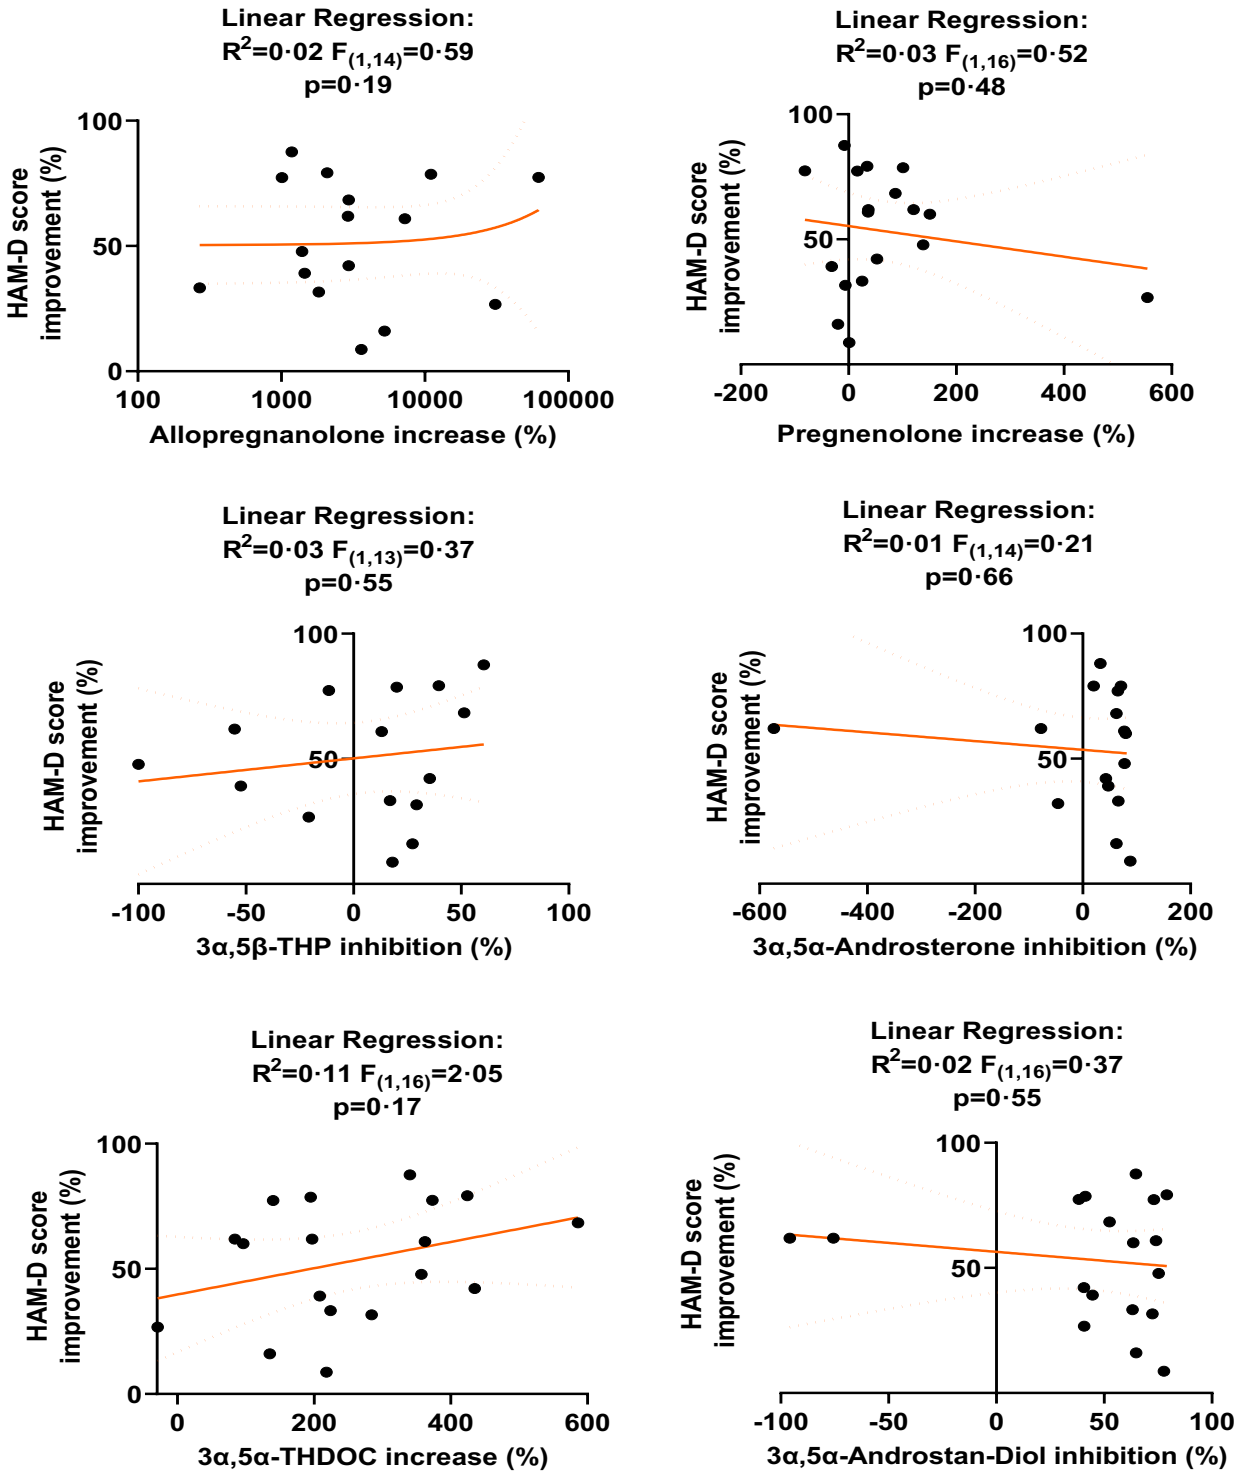 Linear Regression:
R²=0·02 F(1,14)=0·59
p=0·19
HAM-D score
improvement (%)
100
50
0
100 1000 10000 100000
Allopregnanolone increase (%)
Linear Regression:
R²=0·03 F(1,16)=0·52
p=0·48
HAM-D score
improvement (%)
100
50
-200 0 200 400 600
Pregnenolone increase (%)
Linear Regression:
R²=0·03 F(1,13)=0·37
p=0·55
HAM-D score
improvement (%)
100
50
-100 -50 0 50 100
3α,5β-THP inhibition (%)
Linear Regression:
R²=0·01 F(1,14)=0·21
p=0·66
HAM-D score
improvement (%)
100
50
-600 -400 -200 0 200
3α,5α-Androsterone inhibition (%)
Linear Regression:
R²=0·11 F(1,16)=2·05
p=0·17
HAM-D score
improvement (%)
100
50
0
0 200 400 600
3α,5α-THDOC increase (%)
Linear Regression:
R²=0·02 F(1,16)=0·37
p=0·55
HAM-D score
improvement (%)
100
50
-100 -50 0 50 100
3α,5α-Androstan-Diol inhibition (%)